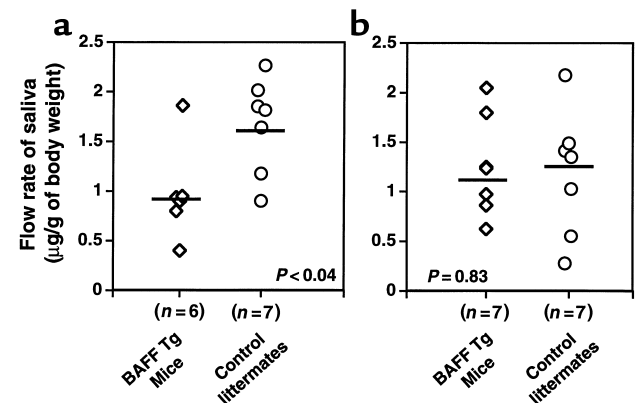 a
b
Flow rate of saliva
(μg/g of body weight)
2.5
2
1.5
1
0.5
0
P < 0.04
(n = 6)
(n = 7)
BAFF Tg
Mice
Control
littermates
2.5
2
1.5
1
0.5
0
P = 0.83
(n = 7)
(n = 7)
BAFF Tg
Mice
Control
littermates